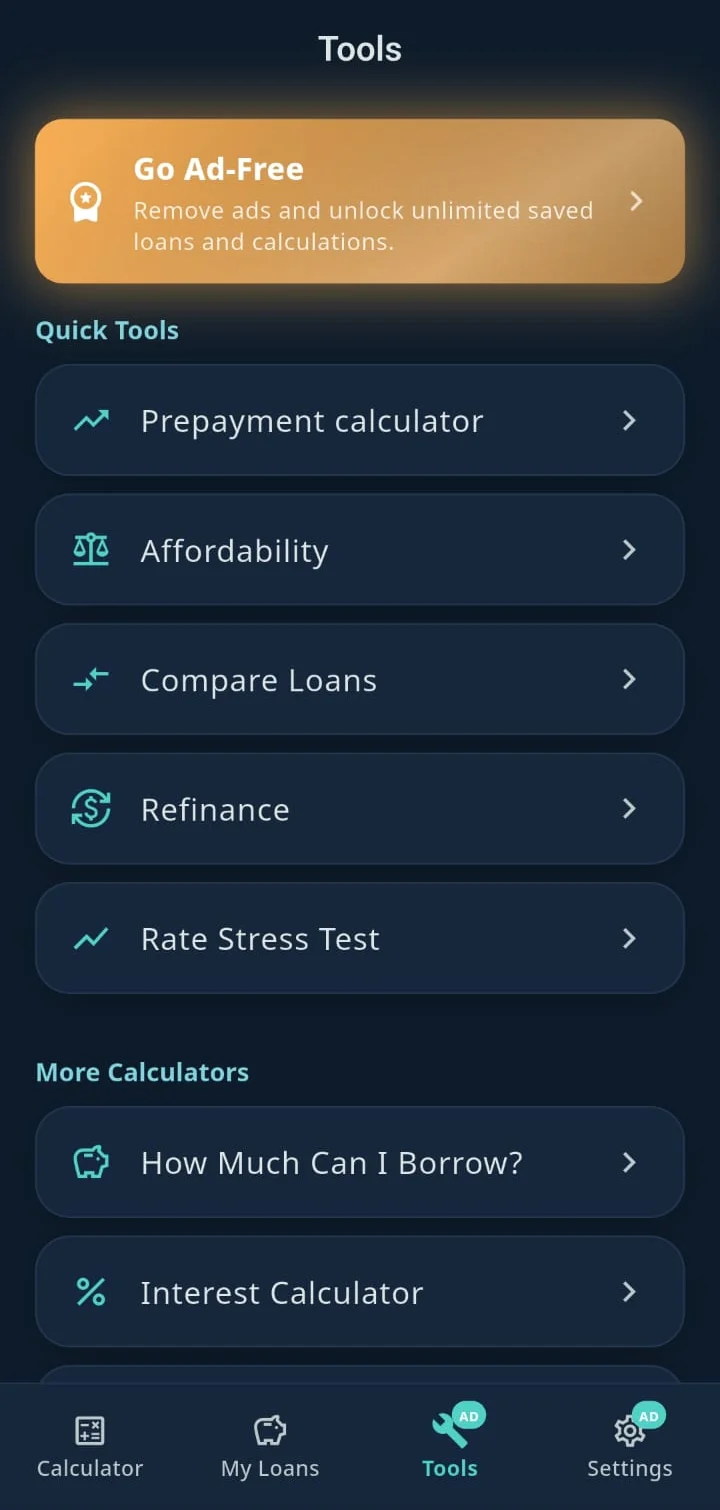 Tools
Go Ad-Free
Remove ads and unlock unlimited saved
loans and calculations.
Quick Tools
Prepayment calculator
Affordability
Compare Loans
Refinance
Rate Stress Test
More Calculators
How Much Can I Borrow?
Interest Calculator
AD
AD
Calculator
My Loans
Tools
Settings